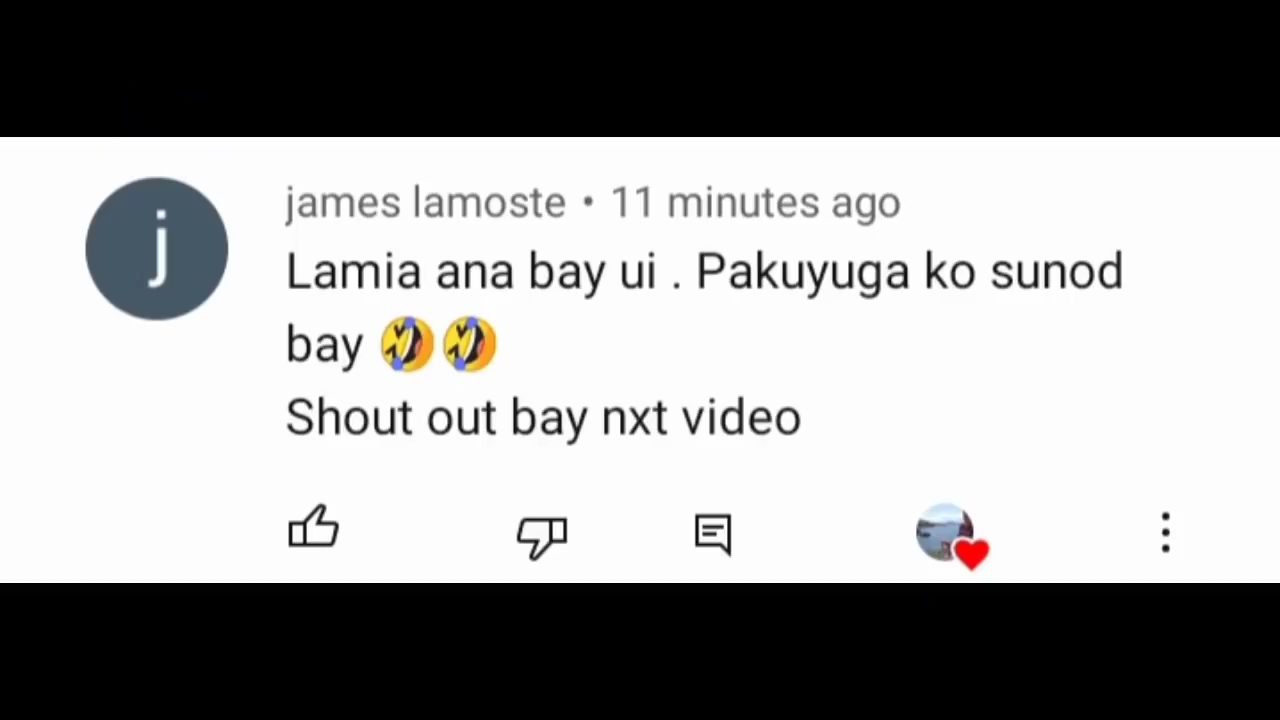 j
james lamoste • 11 minutes ago
Lamia ana bay ui . Pakuyuga ko sunod
bay 🤣🤣
Shout out bay nxt video